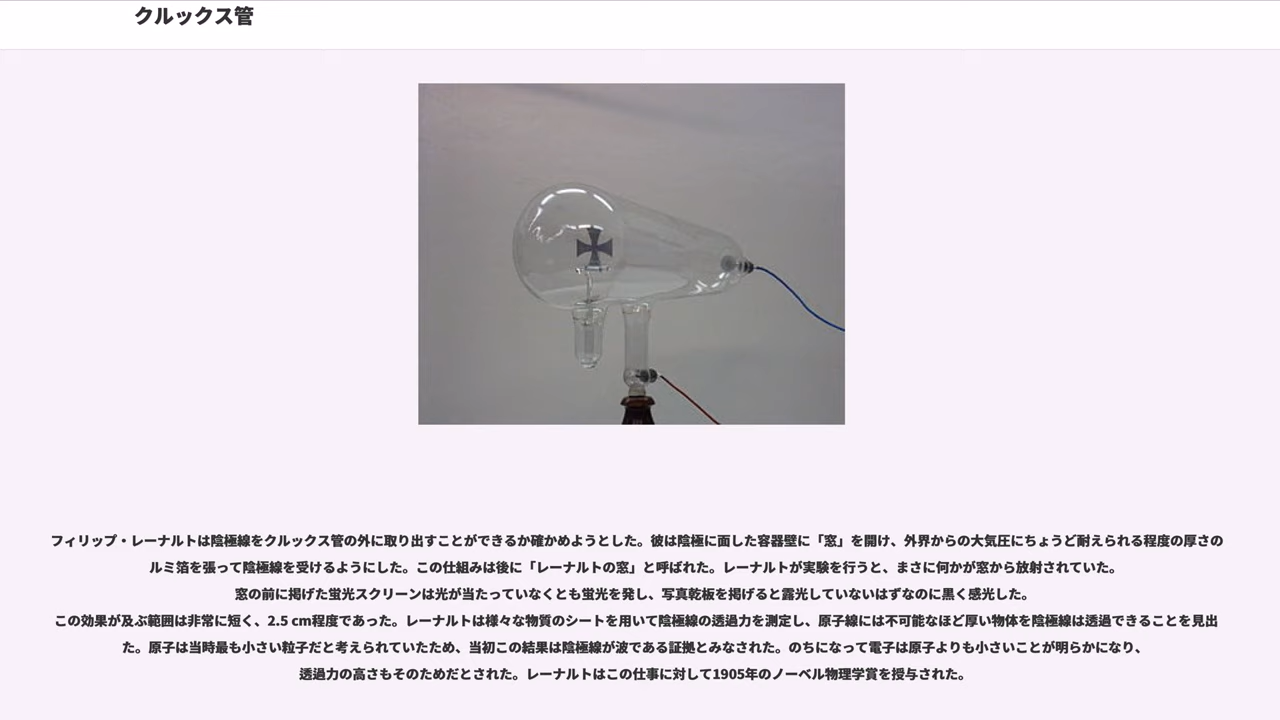 クルックス管
フィリップ・レーナルトは陰極線をクルックス管の外に取り出すことができるか確かめようとした。彼は陰極に面した容器壁に「窓」を開け、外界からの大気圧にちょうど耐えられる程度の厚さの
ルミ箔を張って陰極線を受けるようにした。この仕組みは後に「レーナルトの窓」と呼ばれた。レーナルトが実験を行うと、まさに何かが窓から放射されていた。
窓の前に掲げた蛍光スクリーンは光が当たっていなくとも蛍光を発し、写真乾板を掲げると露光していないはずなのに黒く感光した。
この効果が及ぶ範囲は非常に短く、2.5 cm程度であった。レーナルトは様々な物質のシートを用いて陰極線の透過力を測定し、原子線には不可能なほど厚い物体を陰極線は透過できることを見出
た。原子は当時最も小さい粒子だと考えられていたため、当初この結果は陰極線が波である証拠とみなされた。のちになって電子は原子よりも小さいことが明らかになり、
透過力の高さもそのためだとされた。レーナルトはこの仕事に対して1905年のノーベル物理学賞を授与された。